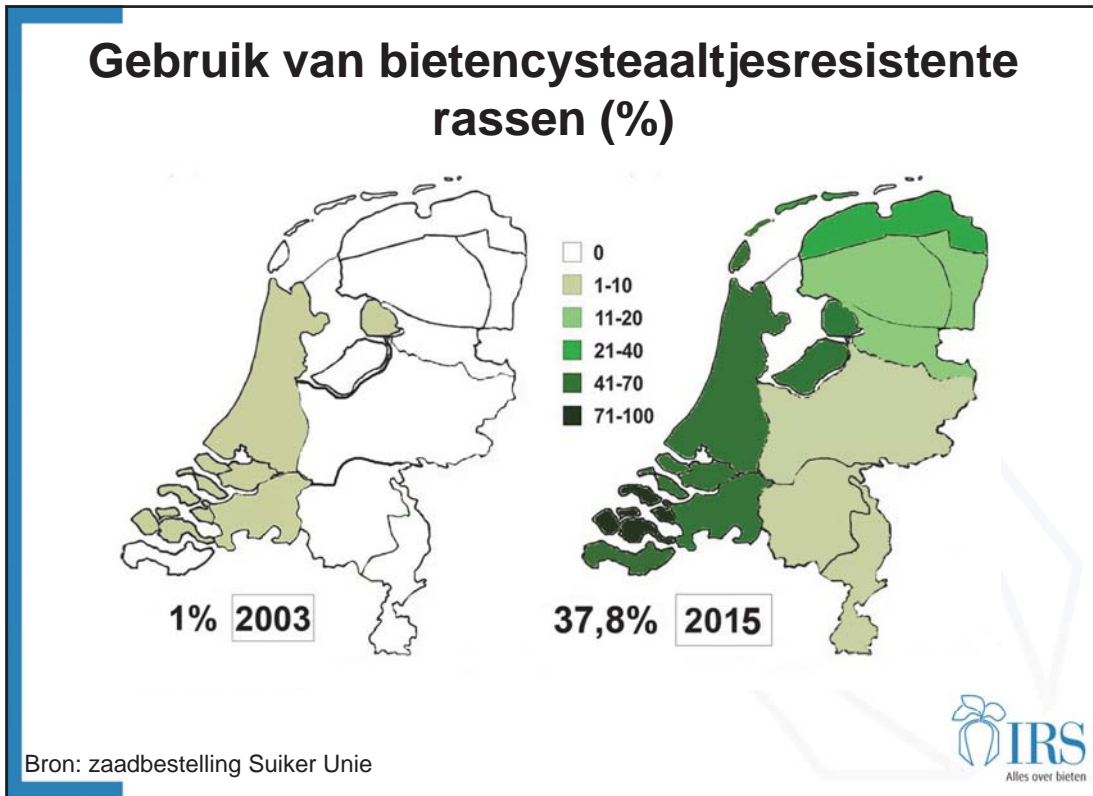 Gebruik van bietencysteaaltjesresistente
rassen (%)
0
1-10
11-20
21-40
41-70
71-100
1% 2003
37,8% 2015
Bron: zaadbestelling Suiker Unie
IRS
Alles over bieten